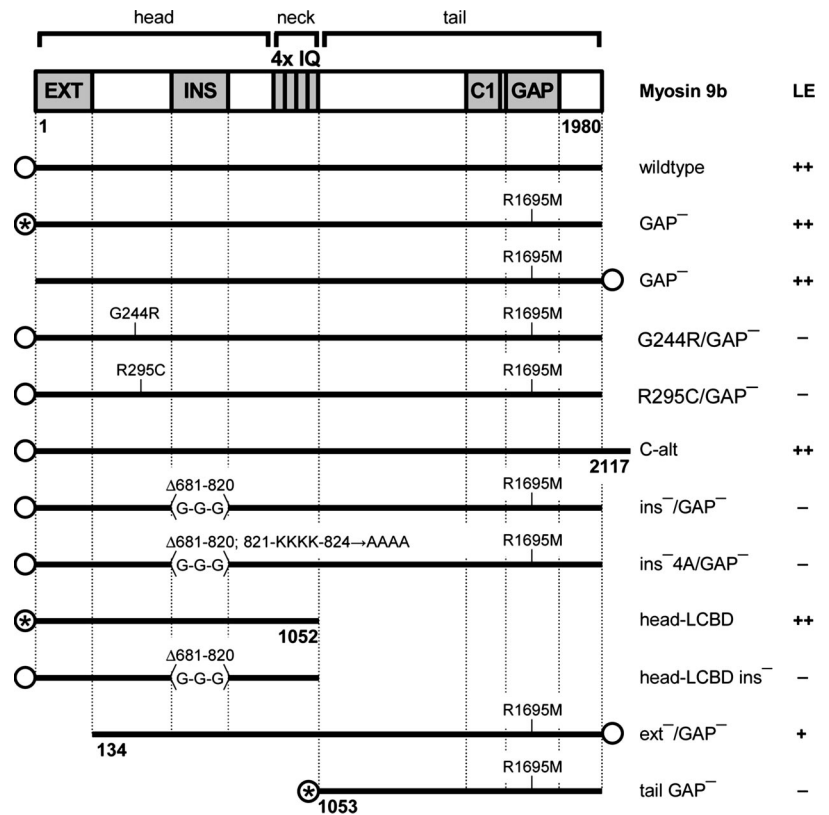 head neck tail
4x IQ
EXT INS C1 GAP Myosin 9b LE
1 1980
wildtype ++
R1695M
* GAP⁻ ++
R1695M
GAP⁻ ++
G244R R1695M
G244R/GAP⁻ –
R295C R1695M
R295C/GAP⁻ –
C-alt ++
2117
Δ681-820 R1695M
⟨G-G-G⟩ ins⁻/GAP⁻ –
Δ681-820; 821-KKKK-824→AAAA R1695M
⟨G-G-G⟩ ins⁻4A/GAP⁻ –
* head-LCBD ++
1052
Δ681-820
⟨G-G-G⟩ head-LCBD ins⁻ –
R1695M
ext⁻/GAP⁻ +
134
R1695M
* tail GAP⁻ –
1053